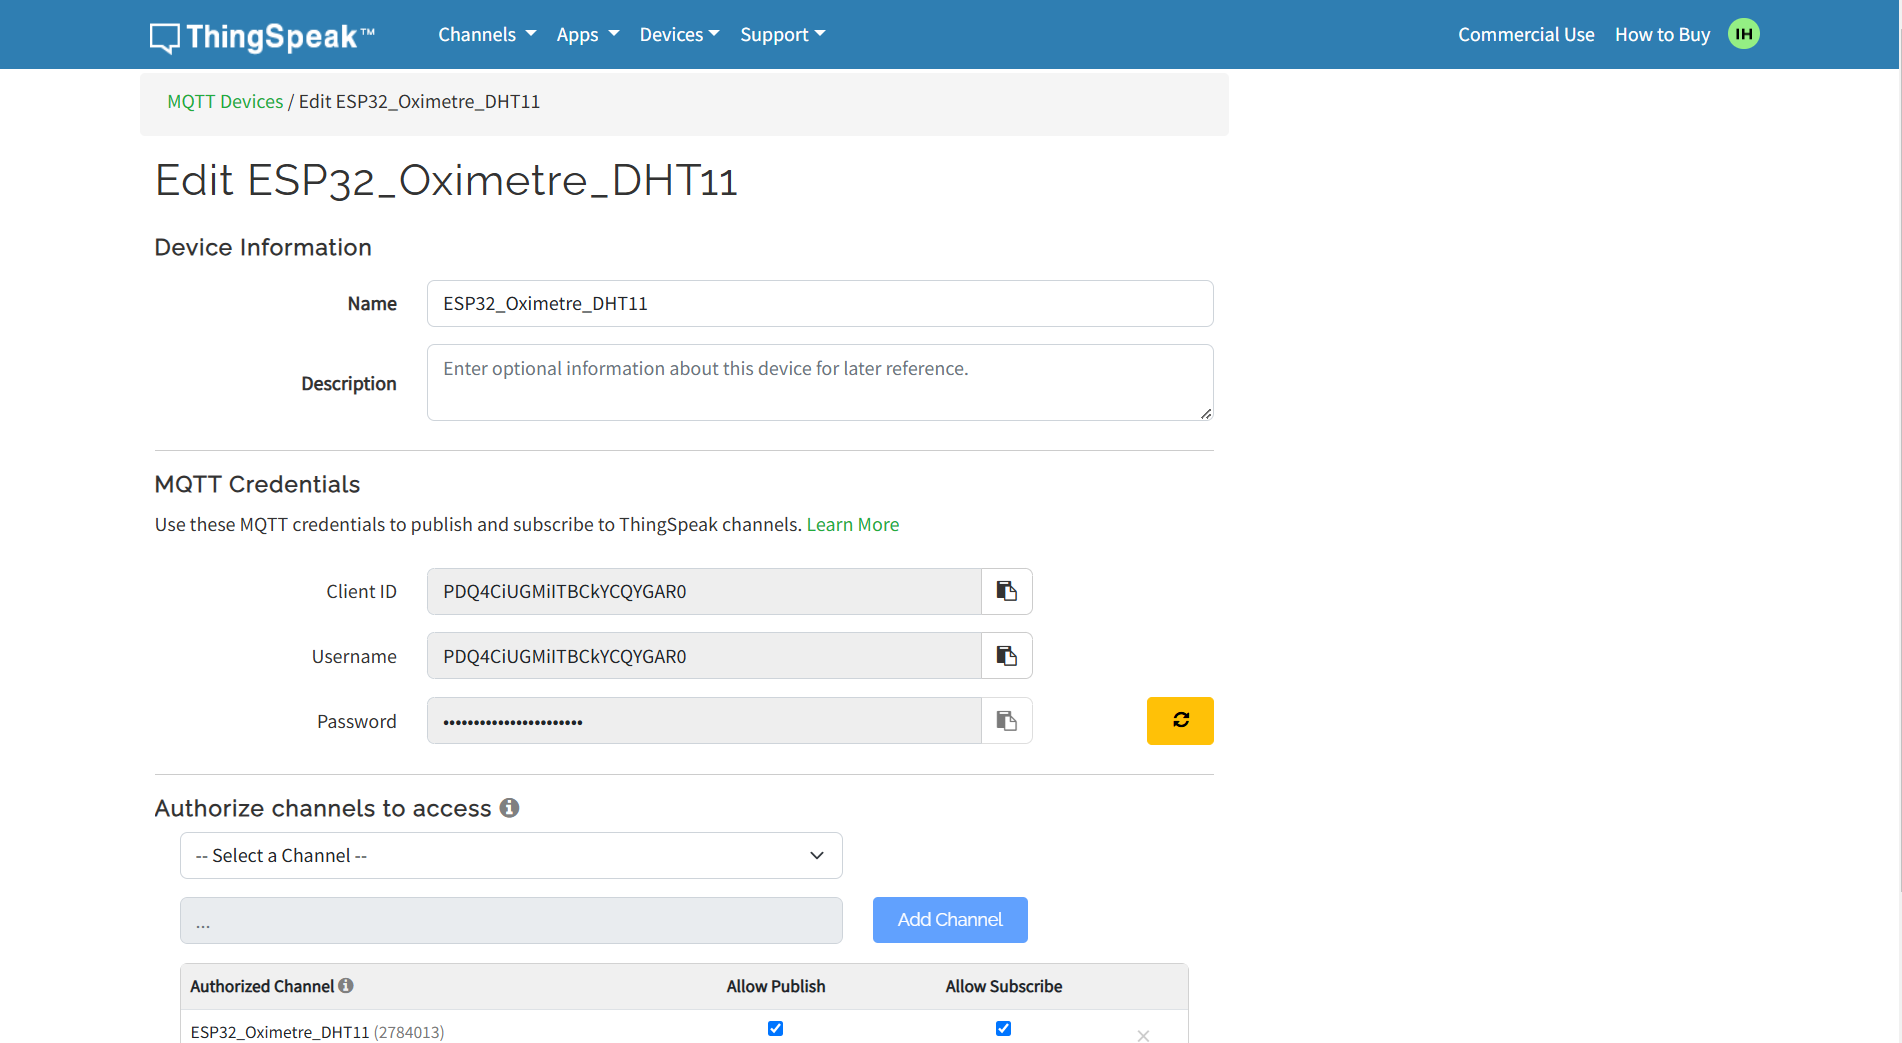 ThingSpeak™ Channels Apps Devices Support Commercial Use How to Buy IH
MQTT Devices / Edit ESP32_Oximetre_DHT11
Edit ESP32_Oximetre_DHT11
Device Information
Name ESP32_Oximetre_DHT11
Description Enter optional information about this device for later reference.
MQTT Credentials
Use these MQTT credentials to publish and subscribe to ThingSpeak channels. Learn More
Client ID PDQ4CiUGMiITBCkYCQYGAR0
Username PDQ4CiUGMiITBCkYCQYGAR0
Password •••••••••••••••••••••••
Authorize channels to access
-- Select a Channel --
... Add Channel
Authorized Channel Allow Publish Allow Subscribe
ESP32_Oximetre_DHT11 (2784013)